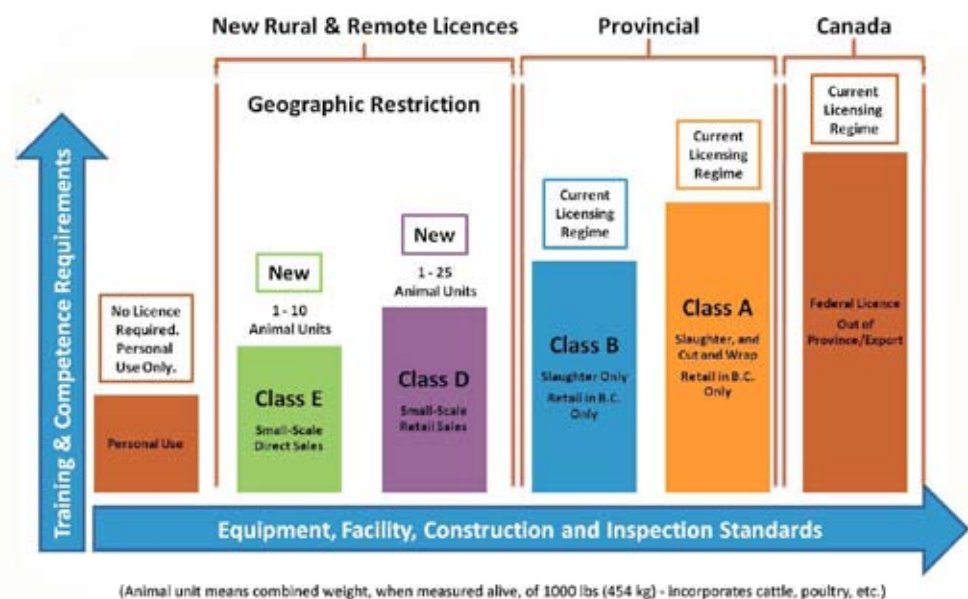 New Rural & Remote Licences
Provincial
Canada
Geographic Restriction
Training & Competence Requirements
No Licence
Required.
Personal
Use Only.
Personal Use
New
1 - 10
Animal Units
Class E
Small-Scale
Direct Sales
New
1 - 25
Animal Units
Class D
Small-Scale
Retail Sales
Current
Licensing
Regime
Class B
Slaughter Only
Retail in B.C.
Only
Current
Licensing
Regime
Class A
Slaughter, and
Cut and Wrap
Retail in B.C.
Only
Current
Licensing
Regime
Federal Licence
Out of
Province/Export
Equipment, Facility, Construction and Inspection Standards
(Animal unit means combined weight, when measured alive, of 1000 lbs (454 kg) - incorporates cattle, poultry, etc.)